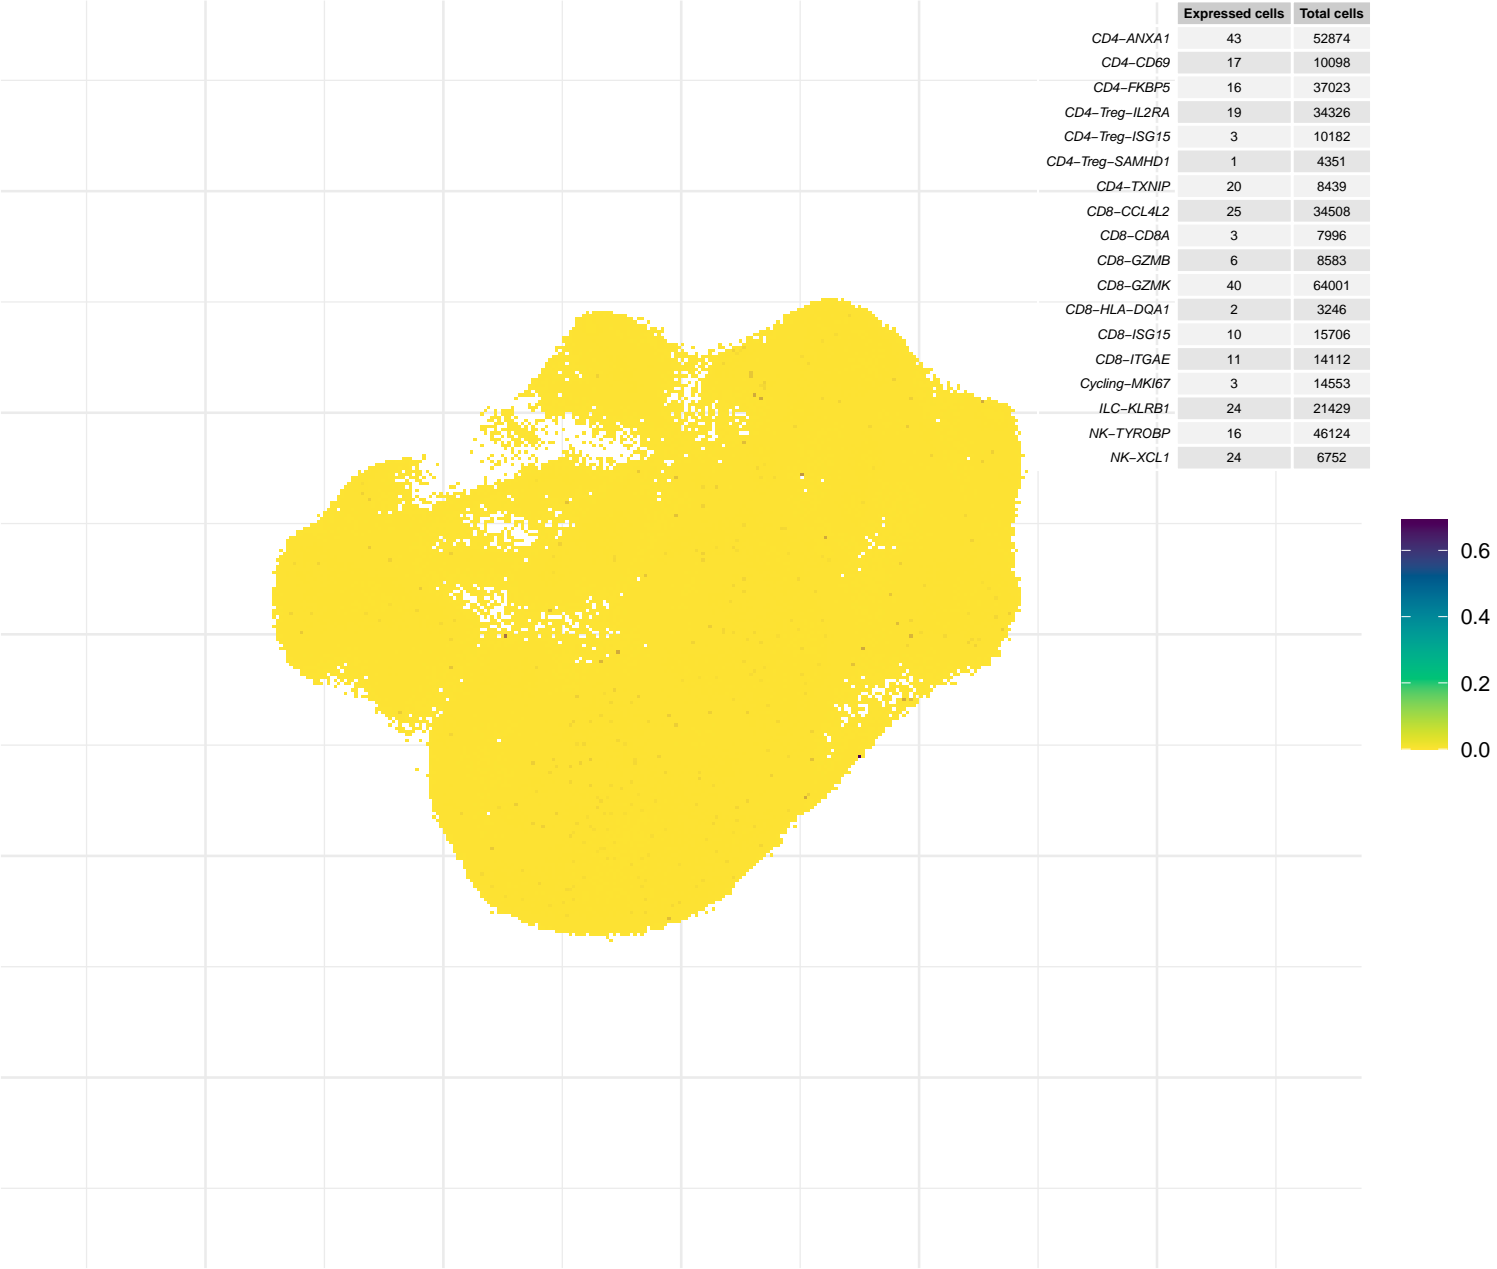 Expressed cells Total cells
CD4−ANXA1 43 52874
CD4−CD69 17 10098
CD4−FKBP5 16 37023
CD4−Treg−IL2RA 19 34326
CD4−Treg−ISG15 3 10182
CD4−Treg−SAMHD1 1 4351
CD4−TXNIP 20 8439
CD8−CCL4L2 25 34508
CD8−CD8A 3 7996
CD8−GZMB 6 8583
CD8−GZMK 40 64001
CD8−HLA−DQA1 2 3246
CD8−ISG15 10 15706
CD8−ITGAE 11 14112
Cycling−MKI67 3 14553
ILC−KLRB1 24 21429
NK−TYROBP 16 46124
NK−XCL1 24 6752
0.6
0.4
0.2
0.0